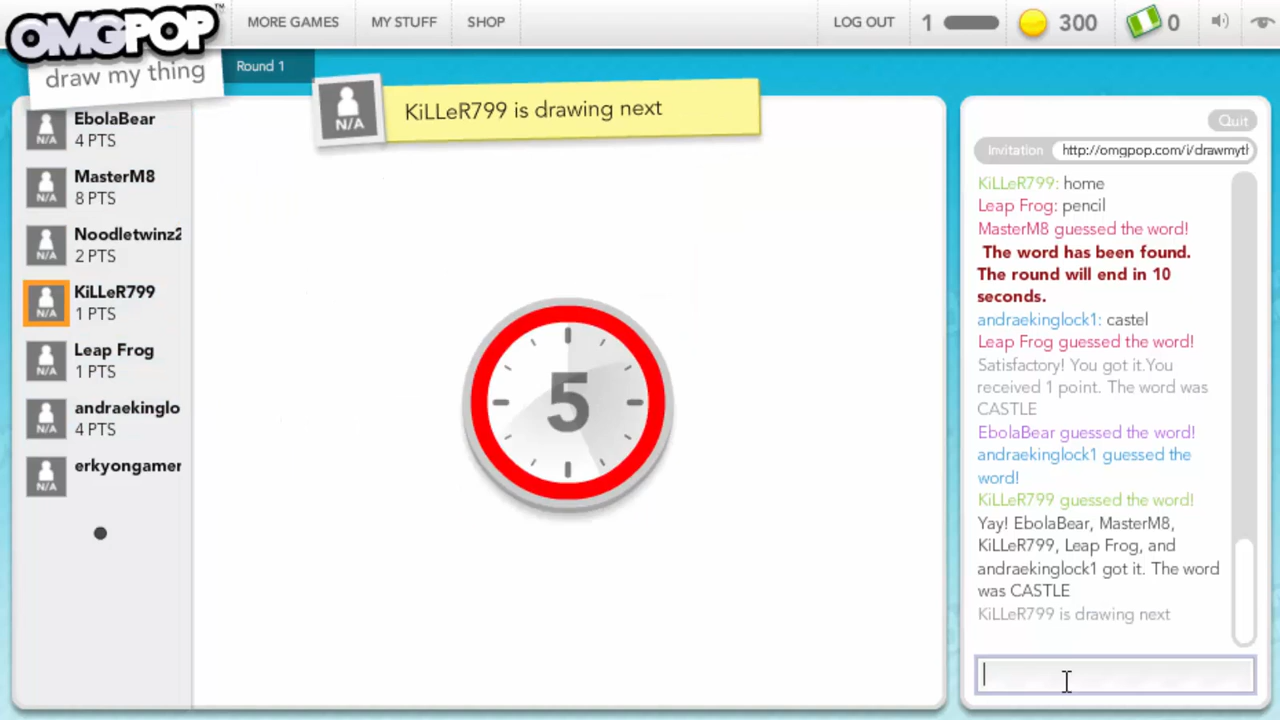 OMGPOP™
MORE GAMES MY STUFF SHOP LOG OUT 1 300 0
draw my thing
Round 1
N/A KiLLeR799 is drawing next
N/A EbolaBear
4 PTS
N/A MasterM8
8 PTS
N/A Noodletwinz2
2 PTS
N/A KiLLeR799
1 PTS
N/A Leap Frog
1 PTS
N/A andraekinglo
4 PTS
N/A erkyongamer
5
Quit
Invitation http://omgpop.com/i/drawmyth
KiLLeR799: home
Leap Frog: pencil
MasterM8 guessed the word!
The word has been found.
The round will end in 10
seconds.
andraekinglock1: castel
Leap Frog guessed the word!
Satisfactory! You got it.You
received 1 point. The word was
CASTLE
EbolaBear guessed the word!
andraekinglock1 guessed the
word!
KiLLeR799 guessed the word!
Yay! EbolaBear, MasterM8,
KiLLeR799, Leap Frog, and
andraekinglock1 got it. The word
was CASTLE
KiLLeR799 is drawing next